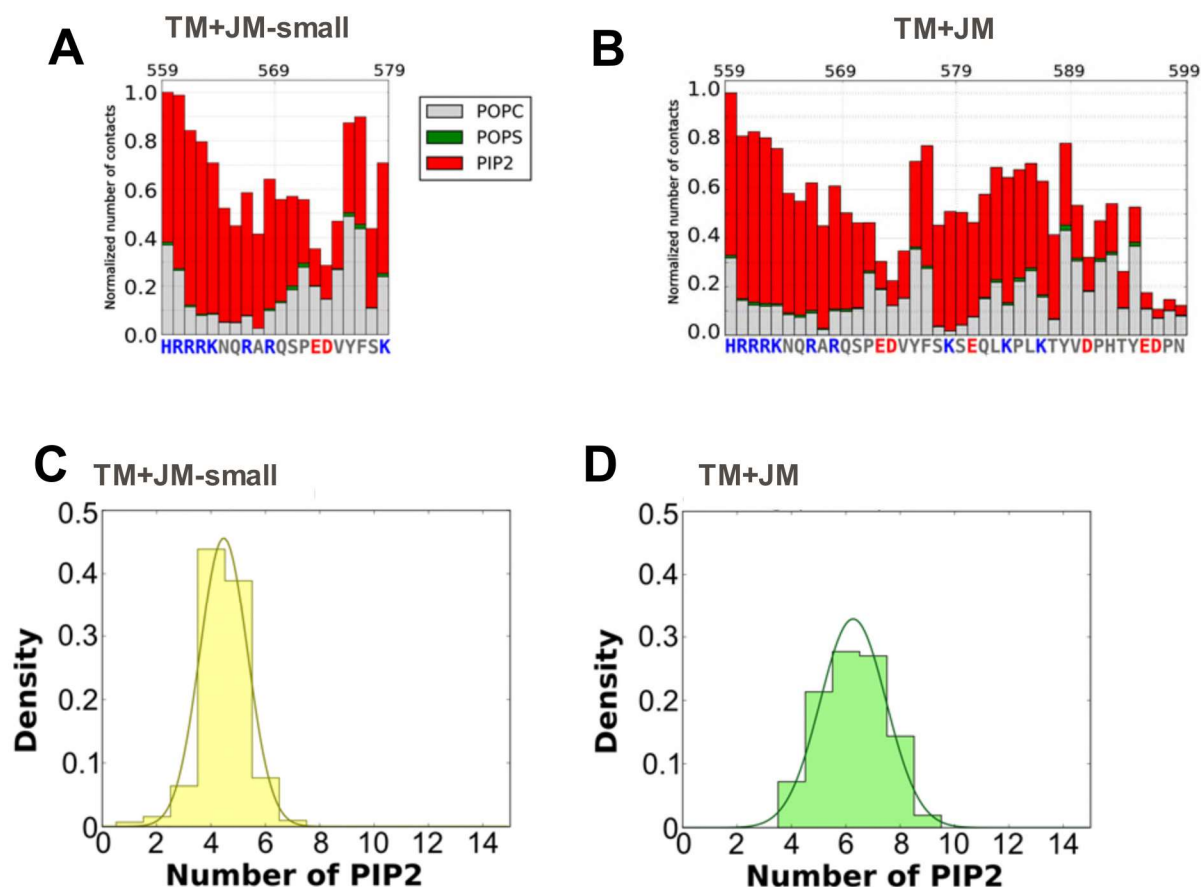 A
TM+JM-small
559 569 579
Normalized number of contacts
1.0
0.8
0.6
0.4
0.2
0.0
HRRRKNQRARQSPEDVYFSK
POPC
POPS
PIP2
B
TM+JM
559 569 579 589 599
Normalized number of contacts
1.0
0.8
0.6
0.4
0.2
0.0
HRRRKNQRARQSPEDVYFSKSEQLKPLKTYVDPHTYEDPN
C
TM+JM-small
Density
0.5
0.4
0.3
0.2
0.1
0
0 2 4 6 8 10 12 14
Number of PIP2
D
TM+JM
Density
0.5
0.4
0.3
0.2
0.1
0
0 2 4 6 8 10 12 14
Number of PIP2